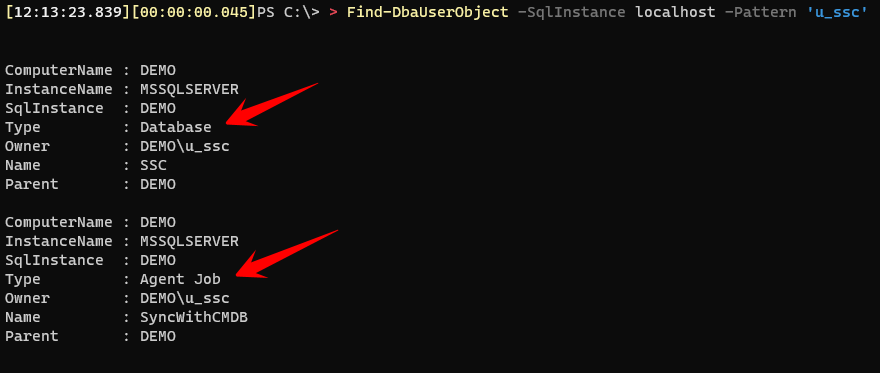 [12:13:23.839][00:00:00.045]PS C:\> > Find-DbaUserObject -SqlInstance localhost -Pattern 'u_ssc'
ComputerName : DEMO
InstanceName : MSSQLSERVER
SqlInstance  : DEMO
Type         : Database
Owner        : DEMO\u_ssc
Name         : SSC
Parent       : DEMO
ComputerName : DEMO
InstanceName : MSSQLSERVER
SqlInstance  : DEMO
Type         : Agent Job
Owner        : DEMO\u_ssc
Name         : SyncWithCMDB
Parent       : DEMO